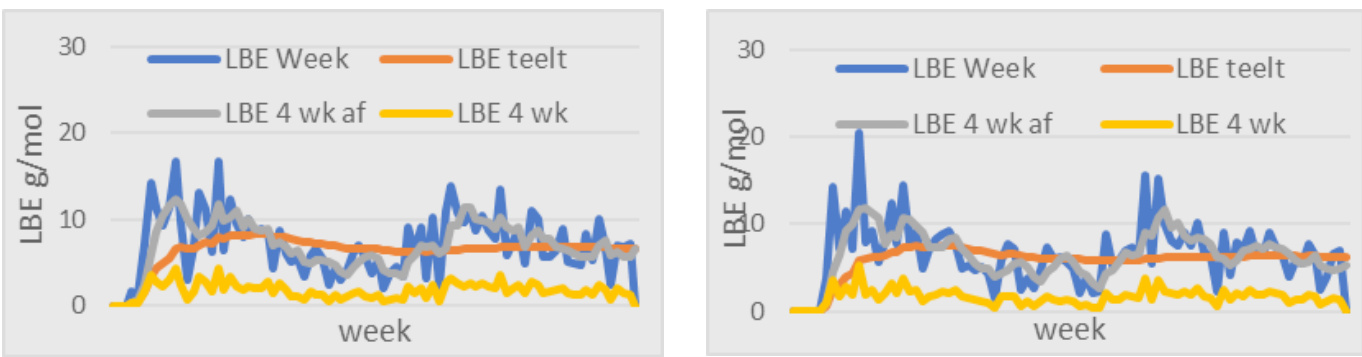 30
LBE Week
LBE teelt
LBE 4 wk af
LBE 4 wk
20
10
0
LBE g/mol
week
30
LBE Week
LBE teelt
LBE 4 wk af
LBE 4 wk
20
10
0
LBE g/mol
week